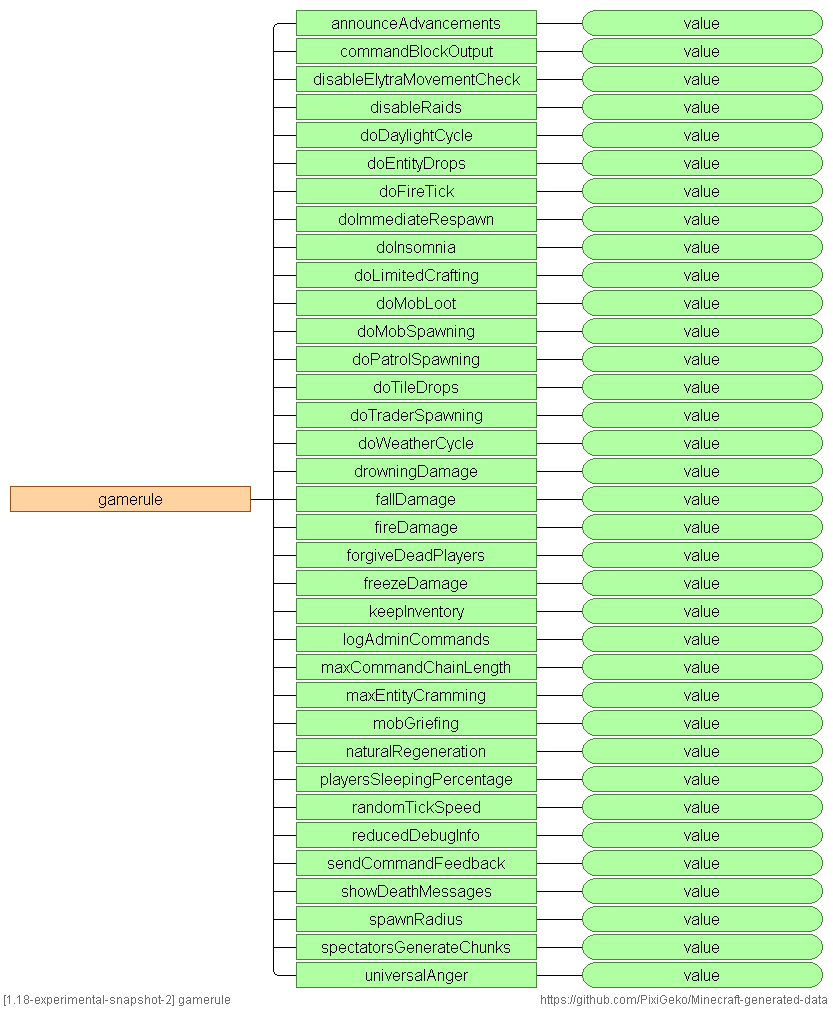 announceAdvancements value
commandBlockOutput value
disableElytraMovementCheck value
disableRaids value
doDaylightCycle value
doEntityDrops value
doFireTick value
doImmediateRespawn value
doInsomnia value
doLimitedCrafting value
doMobLoot value
doMobSpawning value
doPatrolSpawning value
doTileDrops value
doTraderSpawning value
doWeatherCycle value
drowningDamage value
gamerule fallDamage value
fireDamage value
forgiveDeadPlayers value
freezeDamage value
keepInventory value
logAdminCommands value
maxCommandChainLength value
maxEntityCramming value
mobGriefing value
naturalRegeneration value
playersSleepingPercentage value
randomTickSpeed value
reducedDebugInfo value
sendCommandFeedback value
showDeathMessages value
spawnRadius value
spectatorsGenerateChunks value
universalAnger value
[1.18-experimental-snapshot-2] gamerule https://github.com/PixiGeko/Minecraft-generated-data